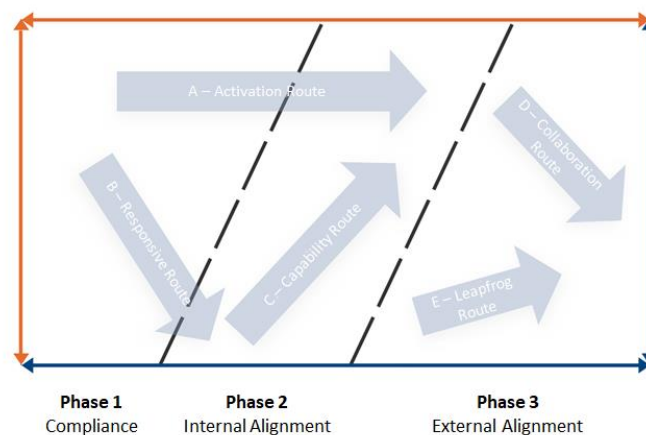 A – Activation Route
B – Responsive Route
C – Capability Route
D – Collaboration
Route
E – Leapfrog
Route
Phase 1
Compliance
Phase 2
Internal Alignment
Phase 3
External Alignment